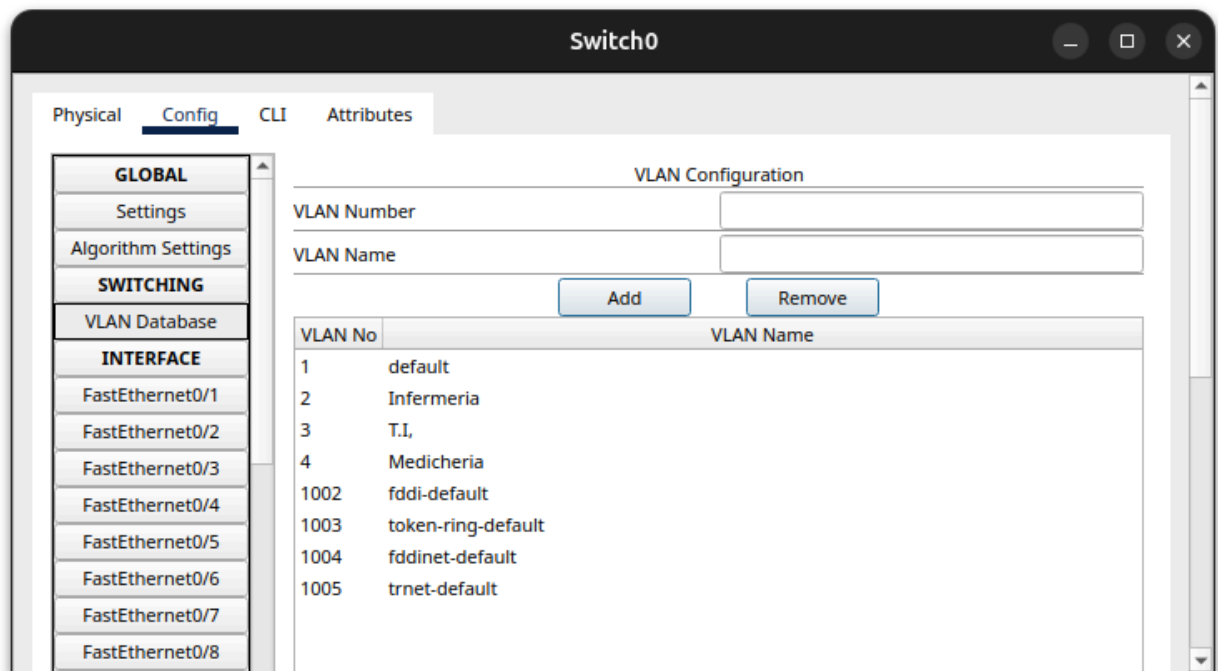 Switch0
Physical Config CLI Attributes
GLOBAL
Settings
Algorithm Settings
SWITCHING
VLAN Database
INTERFACE
FastEthernet0/1
FastEthernet0/2
FastEthernet0/3
FastEthernet0/4
FastEthernet0/5
FastEthernet0/6
FastEthernet0/7
FastEthernet0/8
VLAN Configuration
VLAN Number
VLAN Name
Add Remove
VLAN No VLAN Name
1 default
2 Infermeria
3 T.I,
4 Medicheria
1002 fddi-default
1003 token-ring-default
1004 fddinet-default
1005 trnet-default